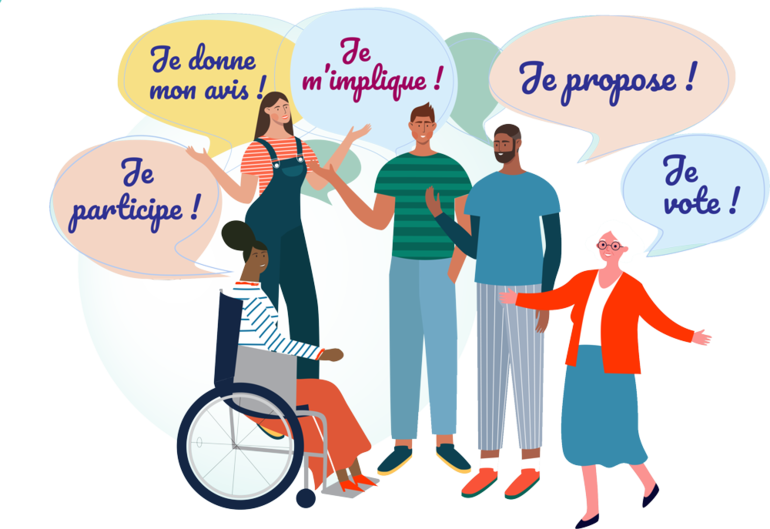 Je donne
mon avis !
Je
m'implique !
Je propose !
Je
participe !
Je
vote !